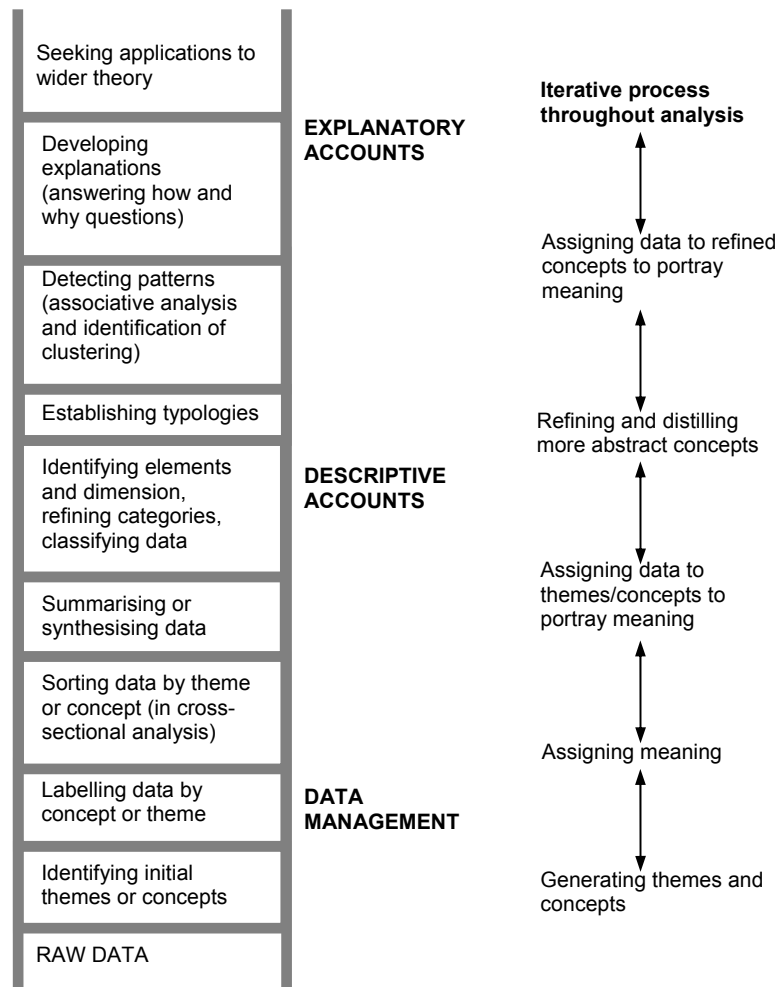 Seeking applications to
wider theory
Developing
explanations
(answering how and
why questions)
Detecting patterns
(associative analysis
and identification of
clustering)
Establishing typologies
Identifying elements
and dimension,
refining categories,
classifying data
Summarising or
synthesising data
Sorting data by theme
or concept (in cross-
sectional analysis)
Labelling data by
concept or theme
Identifying initial
themes or concepts
RAW DATA
EXPLANATORY
ACCOUNTS
DESCRIPTIVE
ACCOUNTS
DATA
MANAGEMENT
Iterative process
throughout analysis
Assigning data to refined
concepts to portray
meaning
Refining and distilling
more abstract concepts
Assigning data to
themes/concepts to
portray meaning
Assigning meaning
Generating themes and
concepts